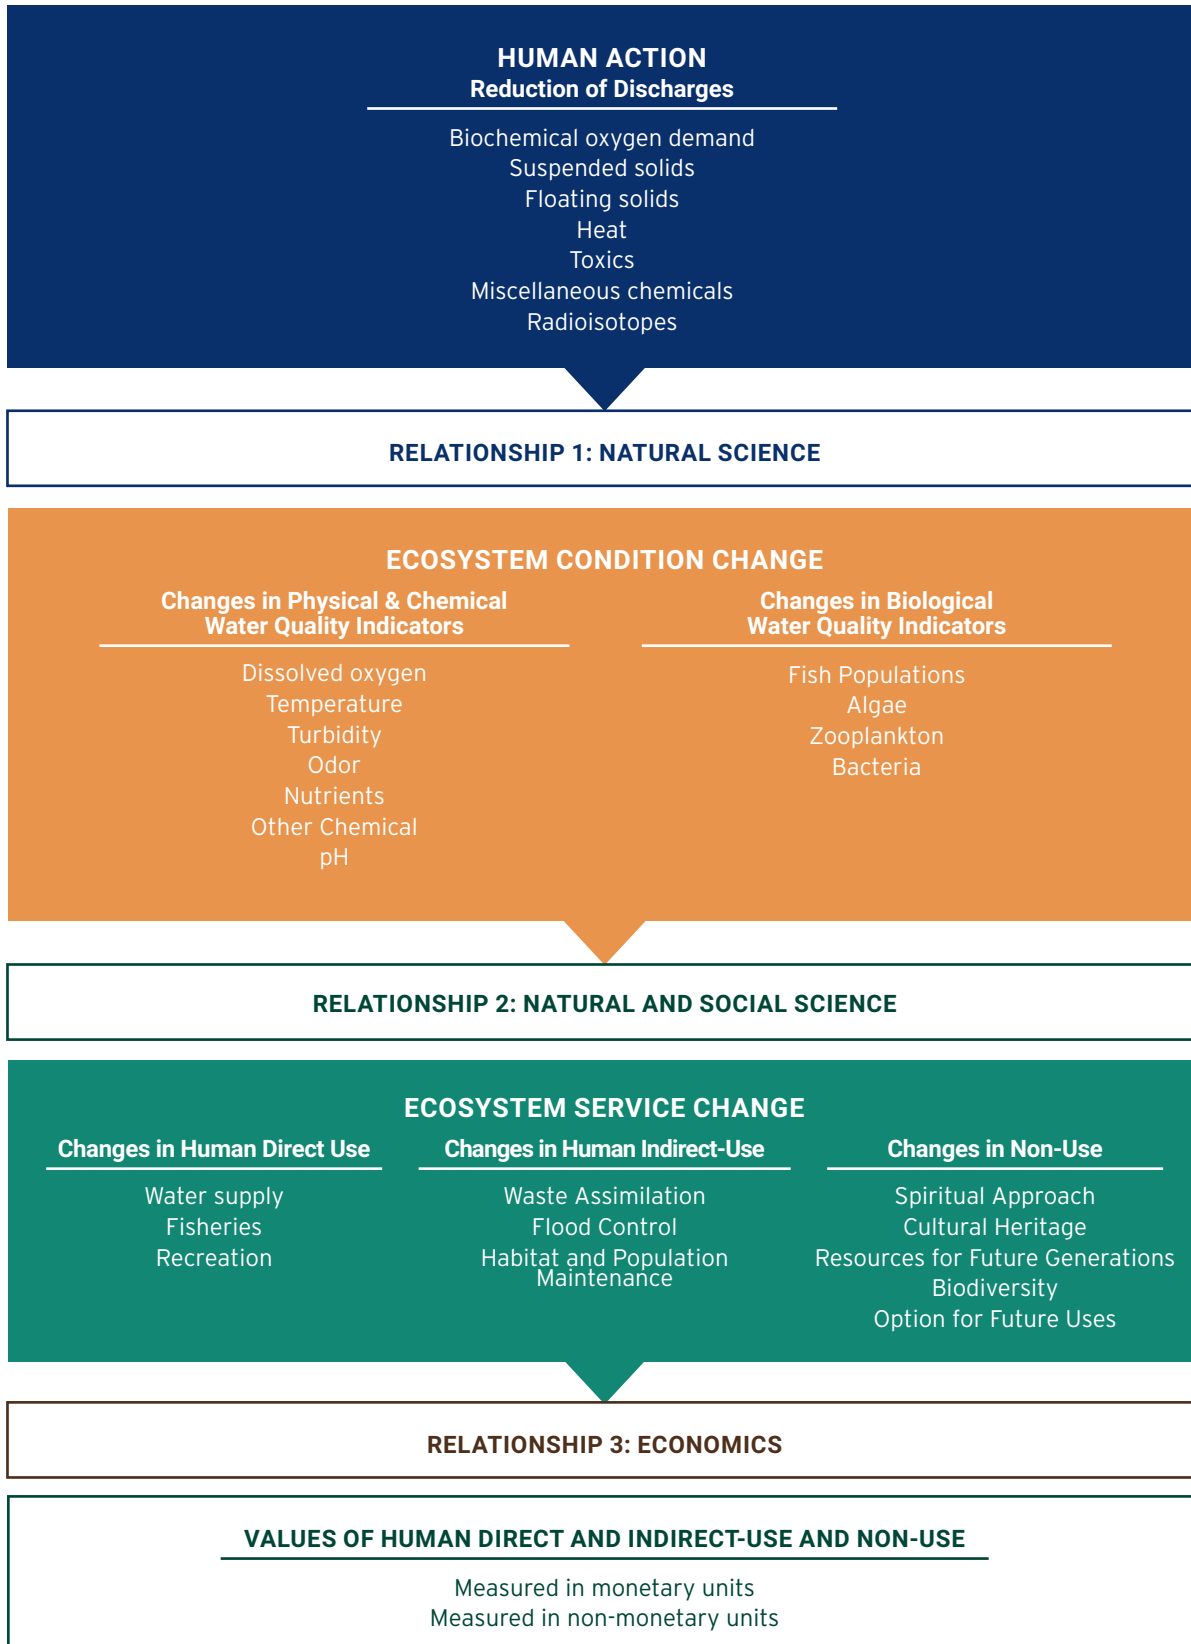 HUMAN ACTION
Reduction of Discharges
Biochemical oxygen demand
Suspended solids
Floating solids
Heat
Toxics
Miscellaneous chemicals
Radioisotopes
RELATIONSHIP 1: NATURAL SCIENCE
ECOSYSTEM CONDITION CHANGE
Changes in Physical & Chemical
Water Quality Indicators
Dissolved oxygen
Temperature
Turbidity
Odor
Nutrients
Other Chemical
pH
Changes in Biological
Water Quality Indicators
Fish Populations
Algae
Zooplankton
Bacteria
RELATIONSHIP 2: NATURAL AND SOCIAL SCIENCE
ECOSYSTEM SERVICE CHANGE
Changes in Human Direct Use
Water supply
Fisheries
Recreation
Changes in Human Indirect-Use
Waste Assimilation
Flood Control
Habitat and Population
Maintenance
Changes in Non-Use
Spiritual Approach
Cultural Heritage
Resources for Future Generations
Biodiversity
Option for Future Uses
RELATIONSHIP 3: ECONOMICS
VALUES OF HUMAN DIRECT AND INDIRECT-USE AND NON-USE
Measured in monetary units
Measured in non-monetary units